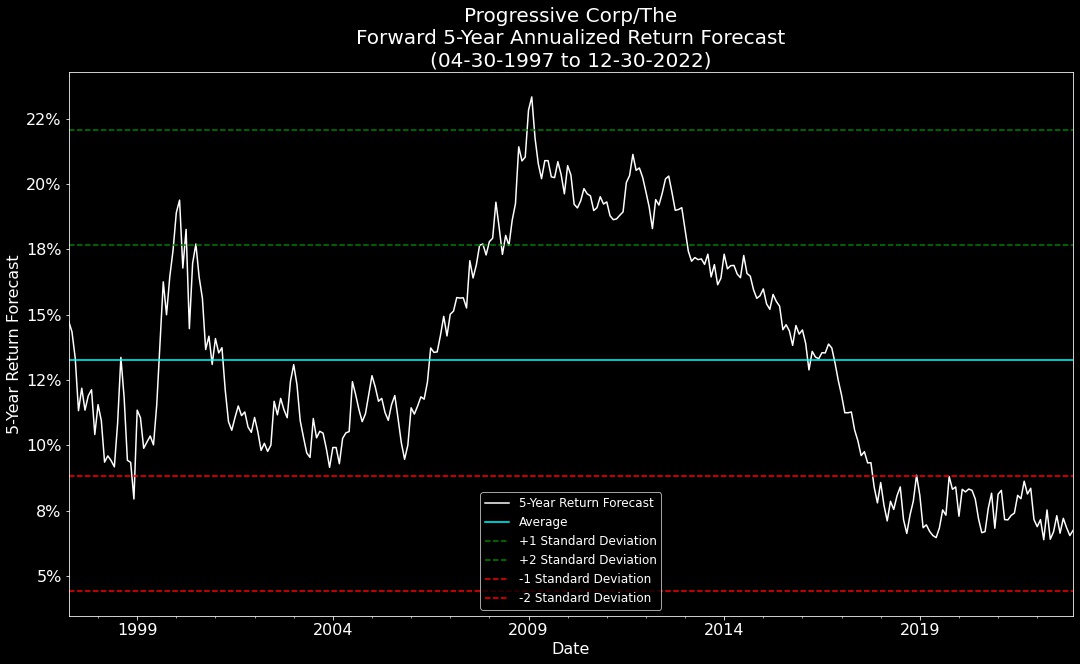 Progressive Corp/The
Forward 5-Year Annualized Return Forecast
(04-30-1997 to 12-30-2022)
22%
20%
18%
15%
12%
10%
8%
5%
5-Year Return Forecast
5-Year Return Forecast
Average
+1 Standard Deviation
+2 Standard Deviation
-1 Standard Deviation
-2 Standard Deviation
1999
2004
2009
2014
2019
Date